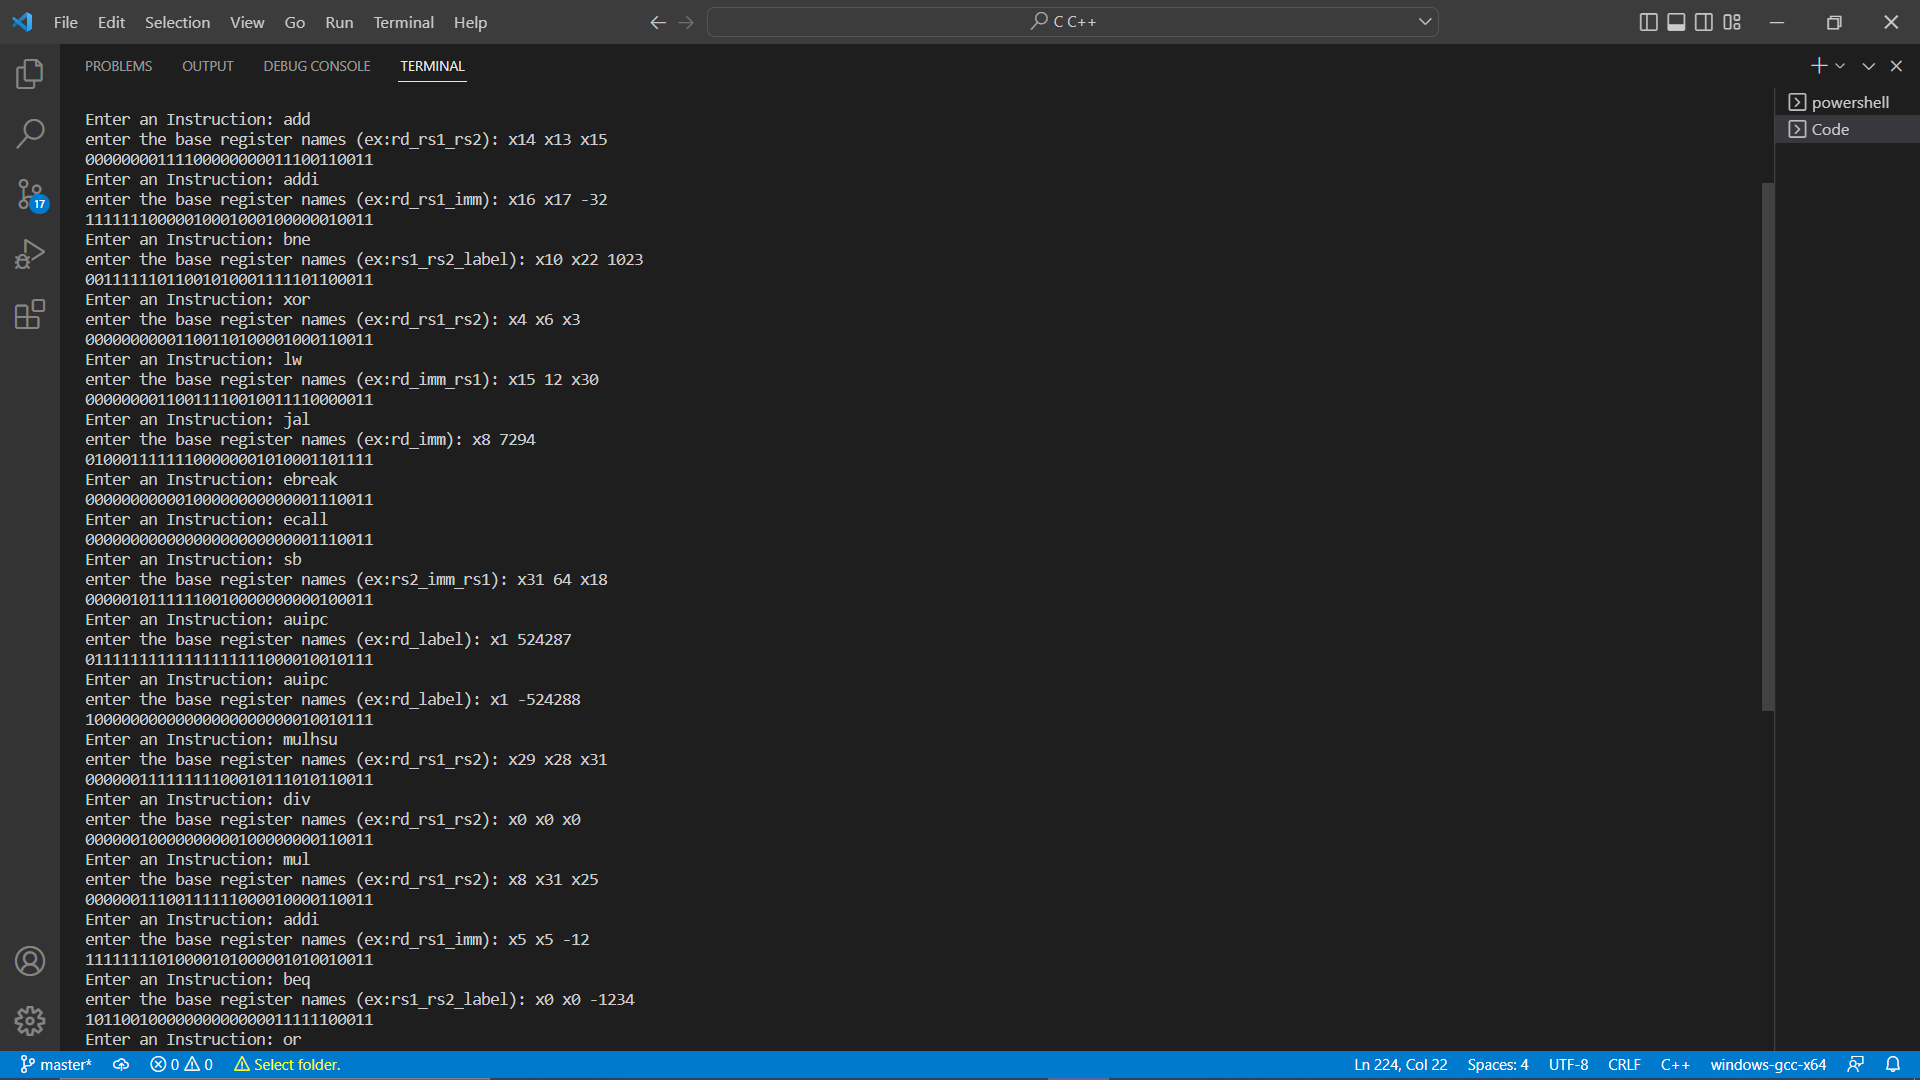 File Edit Selection View Go Run Terminal Help
C C++
PROBLEMS OUTPUT DEBUG CONSOLE TERMINAL
powershell
Code
Enter an Instruction: add
enter the base register names (ex:rd_rs1_rs2): x14 x13 x15
00000000111100000000011100110011
Enter an Instruction: addi
enter the base register names (ex:rd_rs1_imm): x16 x17 -32
11111110000010001000100000010011
Enter an Instruction: bne
enter the base register names (ex:rs1_rs2_label): x10 x22 1023
00111111011001010001111101100011
Enter an Instruction: xor
enter the base register names (ex:rd_rs1_rs2): x4 x6 x3
00000000001100110100001000110011
Enter an Instruction: lw
enter the base register names (ex:rd_imm_rs1): x15 12 x30
00000000110011110010011110000011
Enter an Instruction: jal
enter the base register names (ex:rd_imm): x8 7294
01000111111100000001010001101111
Enter an Instruction: ebreak
00000000000100000000000001110011
Enter an Instruction: ecall
00000000000000000000000001110011
Enter an Instruction: sb
enter the base register names (ex:rs2_imm_rs1): x31 64 x18
00000101111110010000000000100011
Enter an Instruction: auipc
enter the base register names (ex:rd_label): x1 524287
01111111111111111111000010010111
Enter an Instruction: auipc
enter the base register names (ex:rd_label): x1 -524288
10000000000000000000000010010111
Enter an Instruction: mulhsu
enter the base register names (ex:rd_rs1_rs2): x29 x28 x31
00000011111111100010111010110011
Enter an Instruction: div
enter the base register names (ex:rd_rs1_rs2): x0 x0 x0
00000010000000000100000000110011
Enter an Instruction: mul
enter the base register names (ex:rd_rs1_rs2): x8 x31 x25
00000011100111111000010000110011
Enter an Instruction: addi
enter the base register names (ex:rd_rs1_imm): x5 x5 -12
11111111010000101000001010010011
Enter an Instruction: beq
enter the base register names (ex:rs1_rs2_label): x0 x0 -1234
10110010000000000000011111100011
Enter an Instruction: or
17
master* 0 0 Select folder. Ln 224, Col 22 Spaces: 4 UTF-8 CRLF C++ windows-gcc-x64